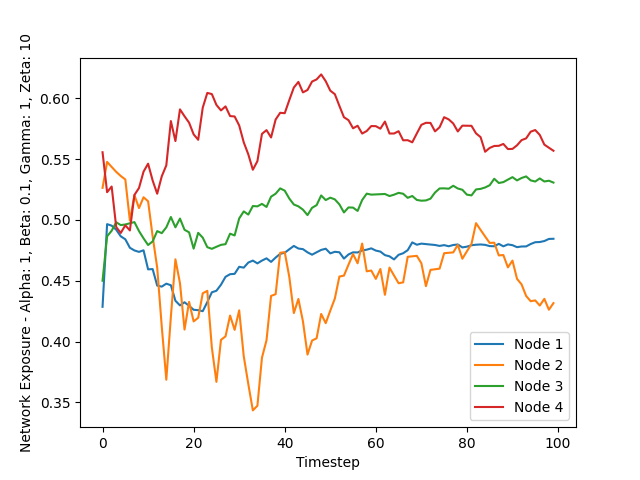 Network Exposure - Alpha: 1, Beta: 0.1, Gamma: 1, Zeta: 10
0.60
0.55
0.50
0.45
0.40
0.35
0 20 40 60 80 100
Timestep
Node 1
Node 2
Node 3
Node 4